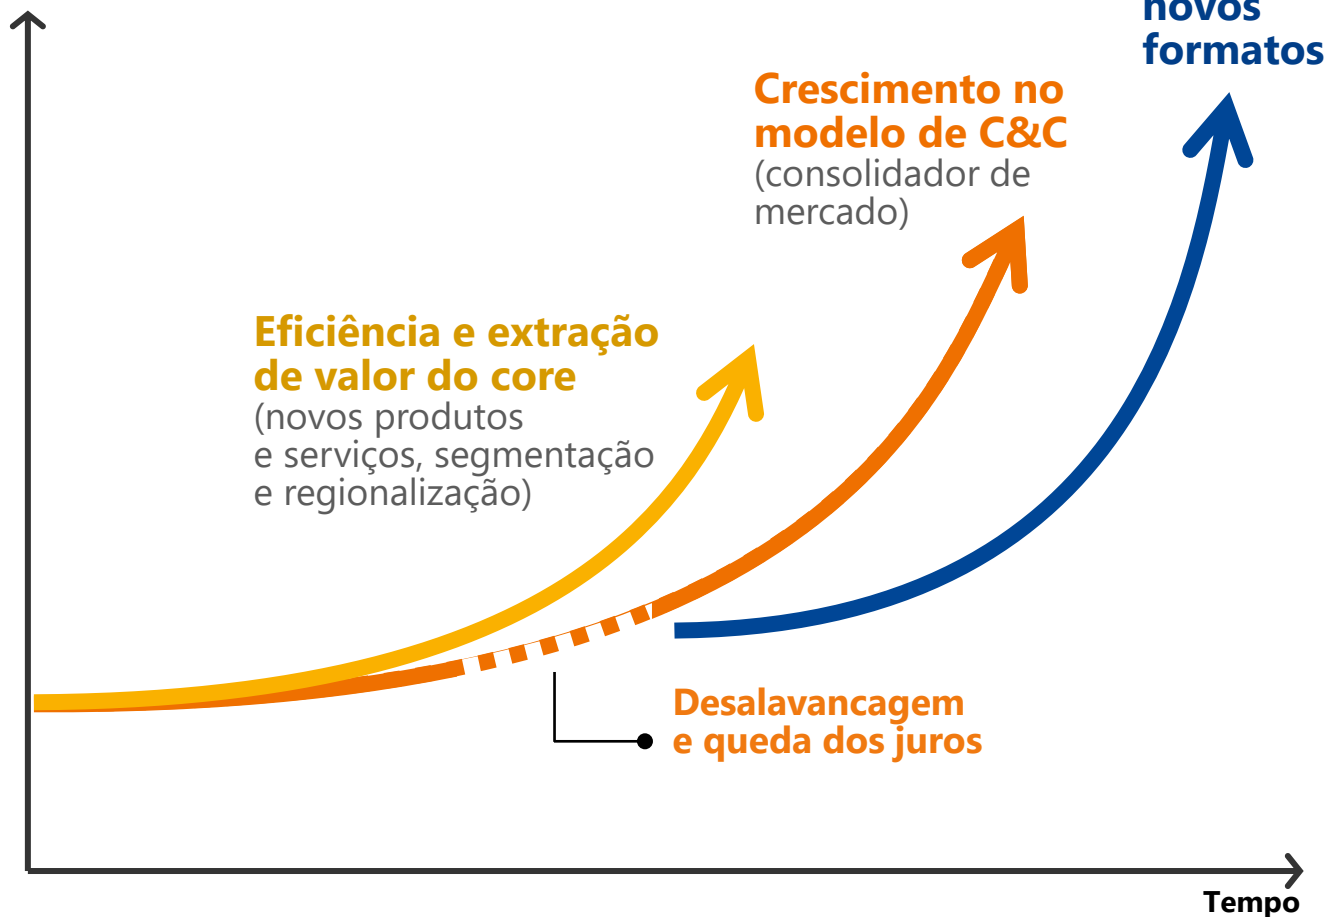 novos
formatos
Crescimento no
modelo de C&C
(consolidador de
mercado)
Eficiência e extração
de valor do core
(novos produtos
e serviços, segmentação
e regionalização)
Desalavancagem
e queda dos juros
Tempo